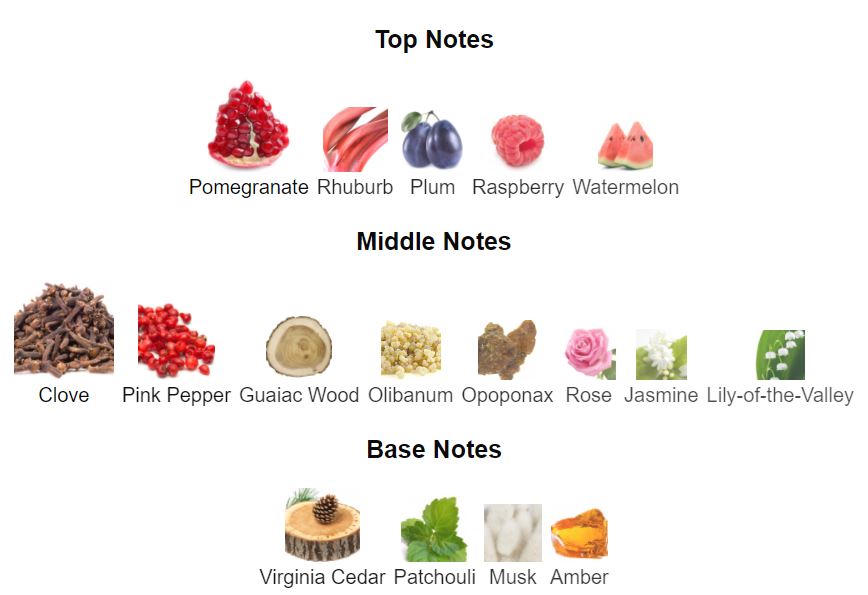 Top Notes
Pomegranate Rhuburb Plum Raspberry Watermelon
Middle Notes
Clove Pink Pepper Guaiac Wood Olibanum Opoponax Rose Jasmine Lily-of-the-Valley
Base Notes
Virginia Cedar Patchouli Musk Amber